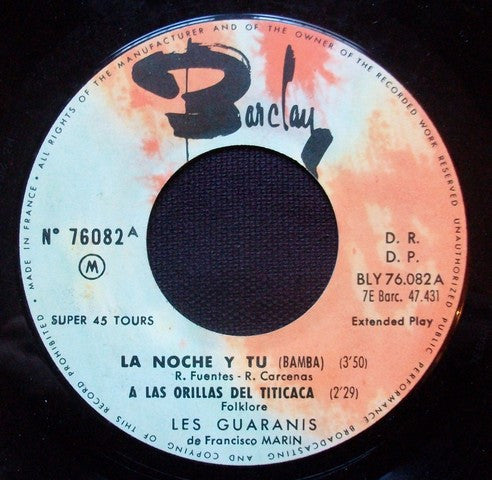 • ALL RIGHTS OF THE MANUFACTURER AND OF THE OWNER OF THE RECORDED WORK RESERVED UNAUTHORIZED PUBLIC PERFORMANCE BROADCASTING AND COPYING OF THIS RECORD PROHIBITED • MADE IN FRANCE
Barclay
N° 76082 A
M
D. R.
D. P.
BLY 76.082 A
7E Barc. 47.431
SUPER 45 TOURS
Extended Play
LA NOCHE Y TU (BAMBA) (3'50)
R. Fuentes - R. Carcenas
A LAS ORILLAS DEL TITICACA (2'29)
Folklore
LES GUARANIS
de Francisco MARIN